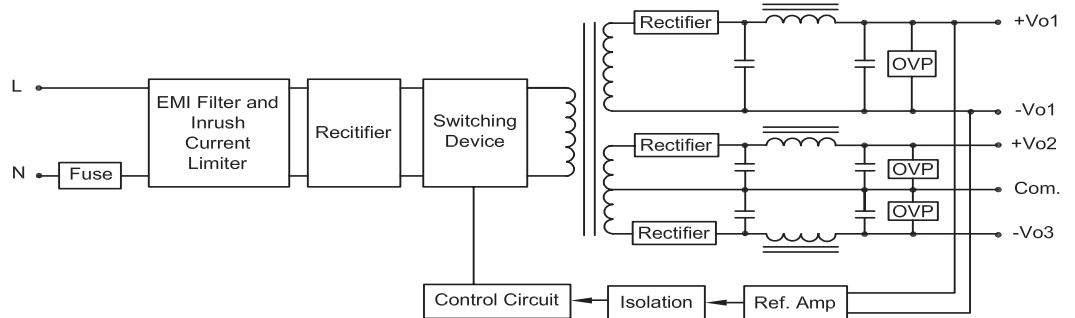 Rectifier
+Vo1
OVP
L
EMI Filter and
Inrush
Current
Limiter
Recitifier
Switching
Device
-Vo1
Rectifier
+Vo2
N
Fuse
OVP
Com.
OVP
Rectifier
-Vo3
Control Circuit
Isolation
Ref. Amp